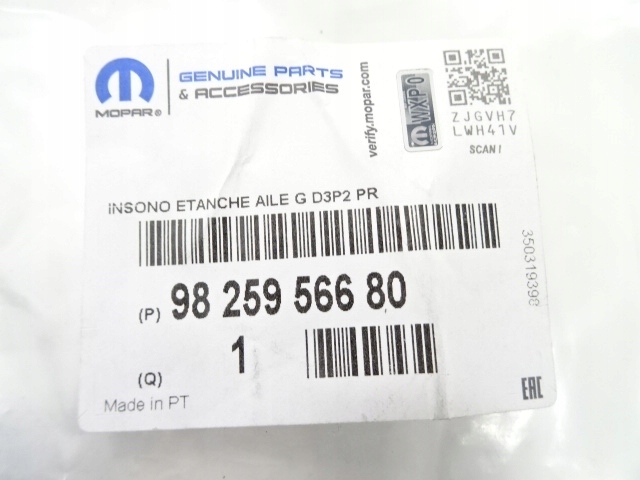 MOPAR®
GENUINE PARTS
& ACCESSORIES
verify.mopar.com
WXP0
ZJGVH7
LWH41V
SCAN!
INSONO ETANCHE AILE G D3P2 PR
(P) 98 259 566 80
350319398
(Q) 1
Made in PT
EAC